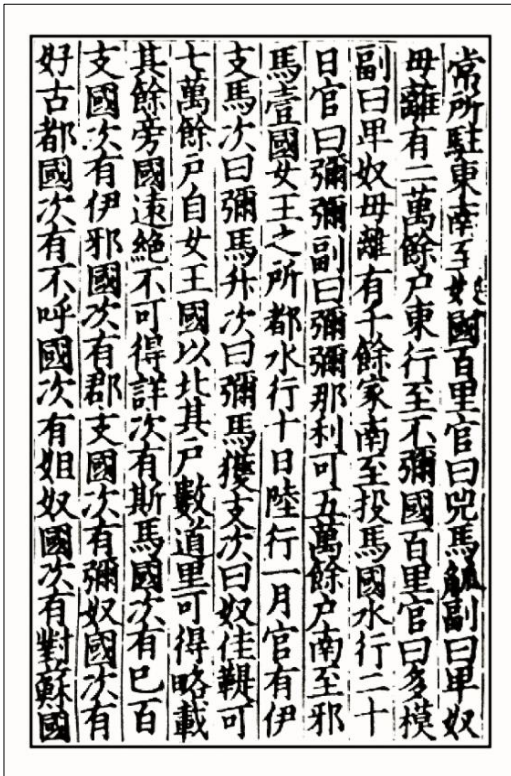 常所駐東南至奴國百里官曰兕馬觚副曰卑奴
母離有二萬餘户東行至不彌國百里官曰多模
副曰卑奴母離有千餘家南至投馬國水行二十
日官曰彌彌副曰彌彌那利可五萬餘户南至邪
馬壹國女王之所都水行十日陸行一月官有伊
支馬次曰彌馬升次曰彌馬獲支次曰奴佳鞮可
七萬餘户自女王國以北其户數道里可得略載
其餘旁國遠絶不可得詳次有斯馬國次有巳百
支國次有伊邪國次有郡支國次有彌奴國次有
好古都國次有不呼國次有姐奴國次有對蘇國